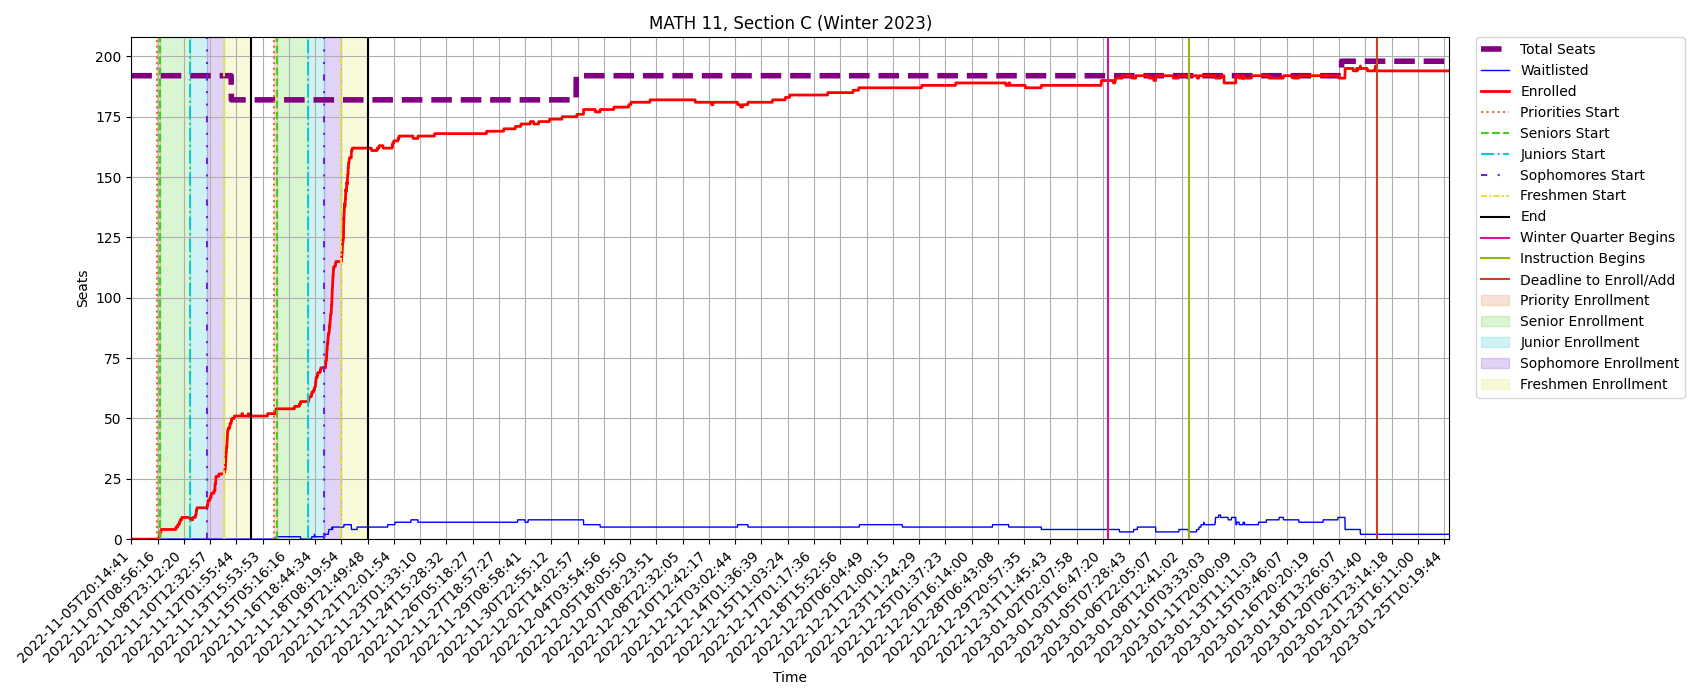 MATH 11, Section C (Winter 2023)
Seats
200
175
150
125
100
75
50
25
0
2022-11-05T20:14:41
2022-11-07T08:56:16
2022-11-08T23:12:20
2022-11-10T12:32:57
2022-11-12T01:55:44
2022-11-13T15:53:53
2022-11-15T05:16:16
2022-11-16T18:44:34
2022-11-18T08:19:54
2022-11-19T21:49:48
2022-11-21T12:01:54
2022-11-23T01:33:10
2022-11-26T05:28:32
2022-11-27T05:18:27
2022-11-27T18:57:27
2022-11-29T08:58:41
2022-11-30T22:55:12
2022-12-02T14:02:57
2022-12-04T03:54:56
2022-12-05T18:05:50
2022-12-07T08:23:51
2022-12-08T22:32:05
2022-12-10T12:42:17
2022-12-12T03:02:44
2022-12-14T01:36:39
2022-12-15T11:03:24
2022-12-17T01:17:36
2022-12-18T15:52:56
2022-12-20T06:04:49
2022-12-21T21:00:15
2022-12-24T11:24:29
2022-12-25T01:37:23
2022-12-26T16:14:00
2022-12-28T06:43:08
2022-12-29T20:57:35
2022-12-31T11:45:43
2023-01-02T02:07:58
2023-01-03T16:47:20
2023-01-05T07:28:43
2023-01-06T22:05:07
2023-01-08T12:41:02
2023-01-10T03:33:03
2023-01-11T20:00:09
2023-01-13T11:11:03
2023-01-15T03:46:07
2023-01-16T20:20:19
2023-01-18T13:26:07
2023-01-20T06:31:40
2023-01-21T23:14:18
2023-01-23T16:11:00
2023-01-25T10:19:44
Time
Total Seats
Waitlisted
Enrolled
Priorities Start
Seniors Start
Juniors Start
Sophomores Start
Freshmen Start
End
Winter Quarter Begins
Instruction Begins
Deadline to Enroll/Add
Priority Enrollment
Senior Enrollment
Junior Enrollment
Sophomore Enrollment
Freshmen Enrollment